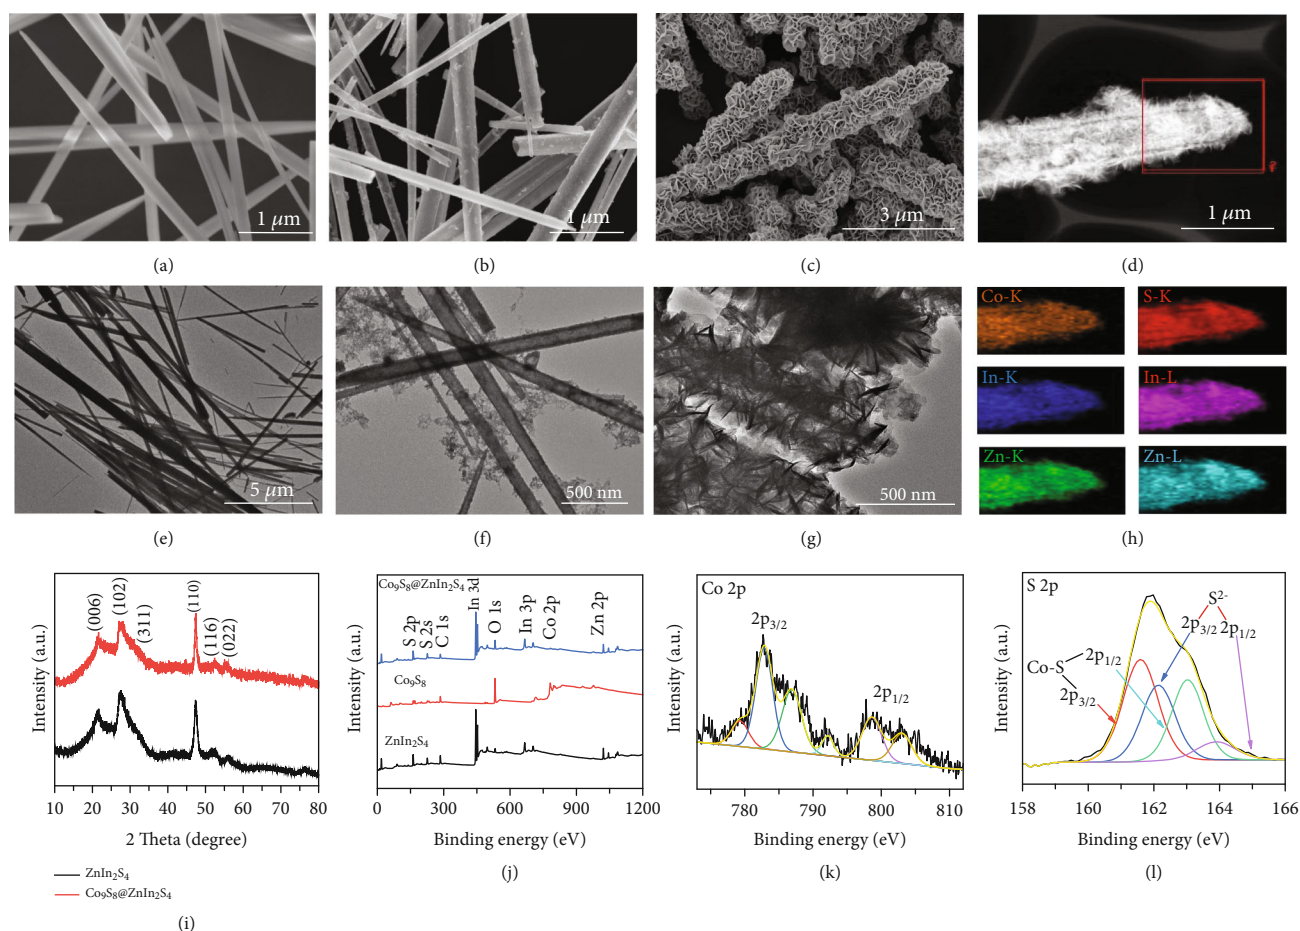 1 μm
1 μm
3 μm
1 μm
(a)
(b)
(c)
(d)
5 μm
500 nm
500 nm
Co-K
S-K
In-K
In-L
Zn-K
Zn-L
(e)
(f)
(g)
(h)
Intensity (a.u.)
(006)
(102)
(311)
(110)
(116)
(022)
10 20 30 40 50 60 70 80
2 Theta (degree)
ZnIn₂S₄
Co₉S₈@ZnIn₂S₄
(i)
Intensity (a.u.)
Co₉S₈@ZnIn₂S₄
S 2p
S 2s
C 1s
In 3d
O 1s
In 3p
Co 2p
Zn 2p
Co₉S₈
ZnIn₂S₄
0 300 600 900 1200
Binding energy (eV)
(j)
Intensity (a.u.)
Co 2p
2p₃/₂
2p₁/₂
780 790 800 810
Binding energy (eV)
(k)
Intensity (a.u.)
S 2p
S²⁻
2p₃/₂ 2p₁/₂
Co-S
2p₁/₂
2p₃/₂
158 160 162 164 166
Binding energy (eV)
(l)